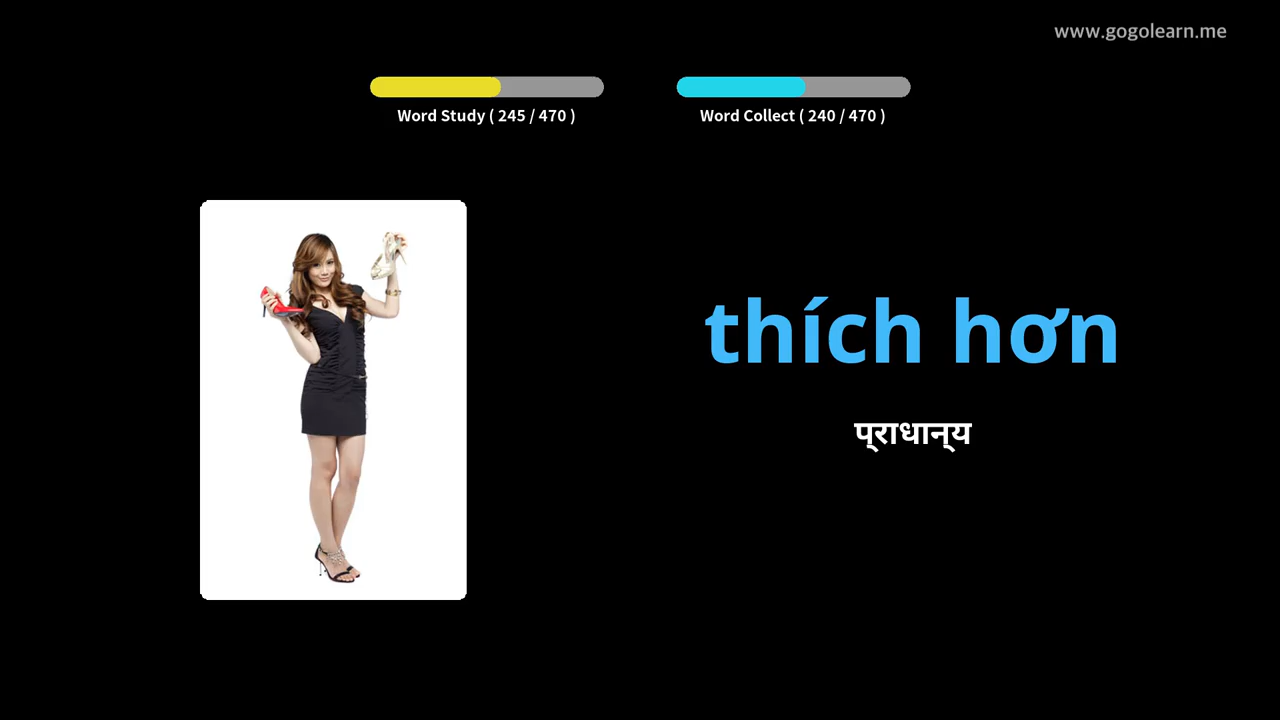 www.gogolearn.me
Word Study ( 245 / 470 )
Word Collect ( 240 / 470 )
thích hơn
प्राधान्य